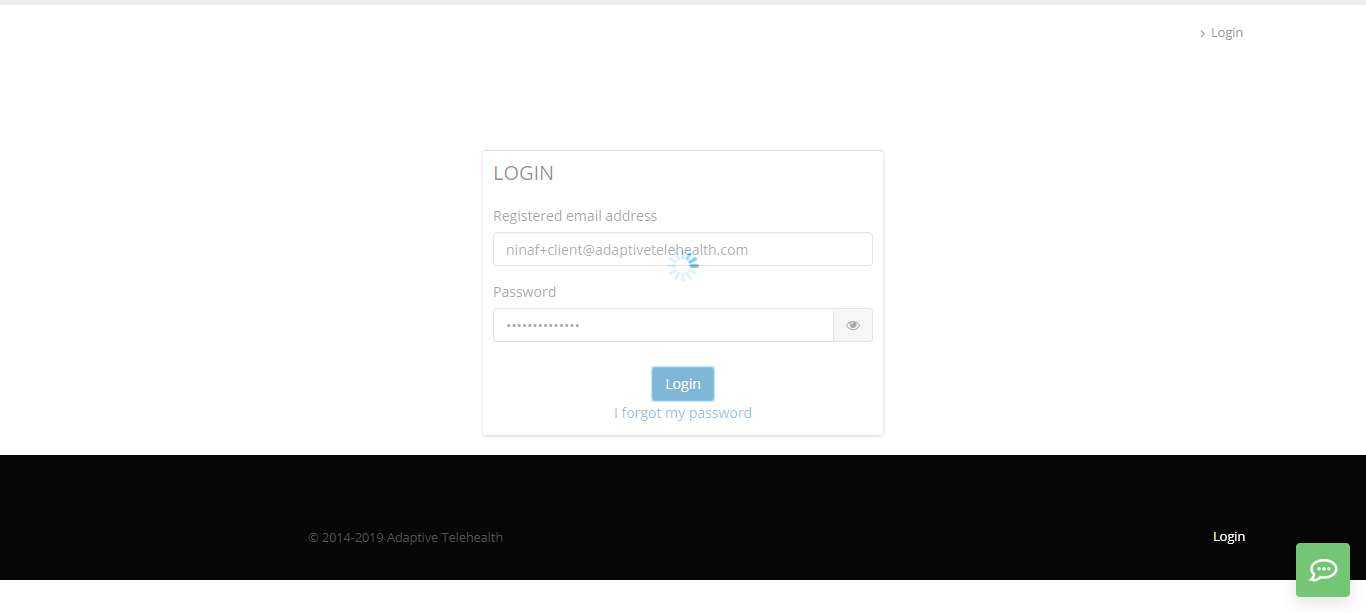 Login
LOGIN
Registered email address
ninaf+client@adaptivetelehealth.com
Password
••••••••••••••
Login
I forgot my password
© 2014-2019 Adaptive Telehealth
Login